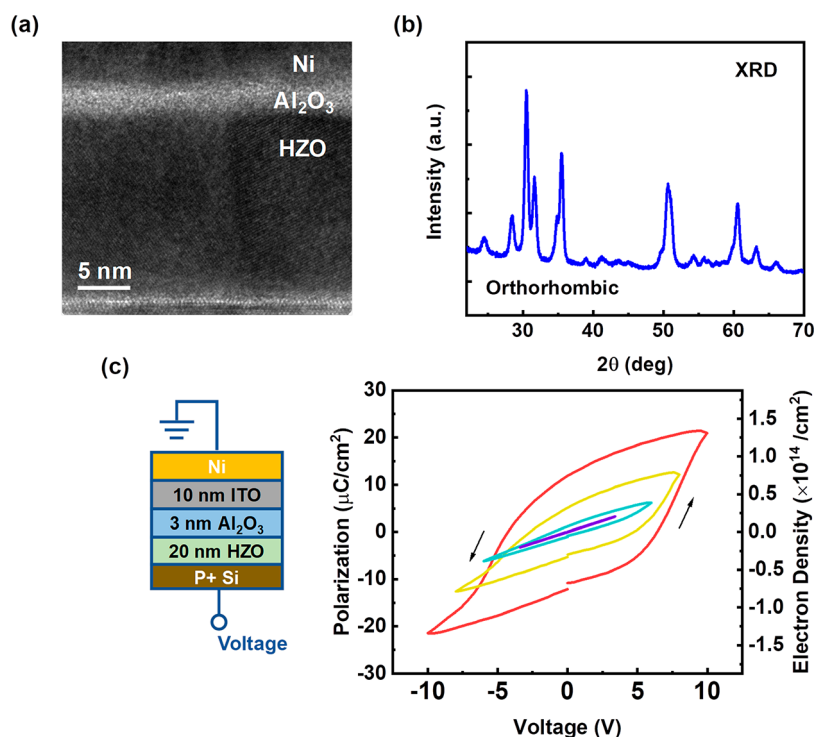 (a)
Ni
Al₂O₃
HZO
5 nm
(b)
XRD
Orthorhombic
Intensity (a.u.)
30 40 50 60 70
2θ (deg)
(c)
Ni
10 nm ITO
3 nm Al₂O₃
20 nm HZO
P+ Si
Voltage
Polarization (μC/cm²)
30
20
10
0
-10
-20
-30
-10 -5 0 5 10
Voltage (V)
1.5
1.0
0.5
0.0
-0.5
-1.0
-1.5
Electron Density (×10¹⁴ /cm²)